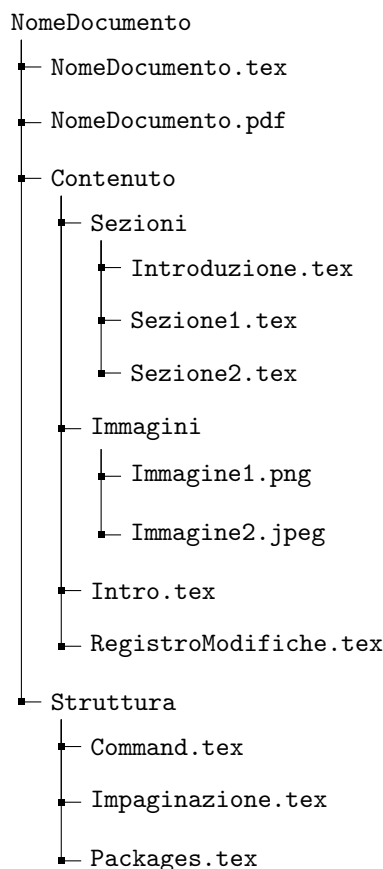 NomeDocumento
NomeDocumento.tex
NomeDocumento.pdf
Contenuto
Sezioni
Introduzione.tex
Sezione1.tex
Sezione2.tex
Immagini
Immagine1.png
Immagine2.jpeg
Intro.tex
RegistroModifiche.tex
Struttura
Command.tex
Impaginazione.tex
Packages.tex